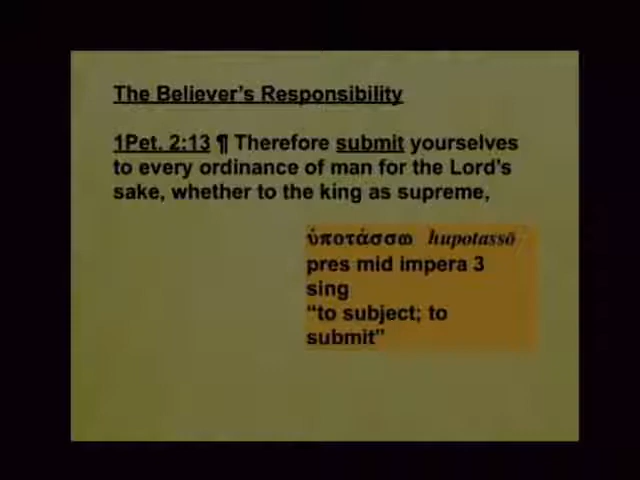 The Believer's Responsibility
1Pet. 2:13 ¶ Therefore submit yourselves
to every ordinance of man for the Lord's
sake, whether to the king as supreme,
ὑποτάσσω hupotassō
pres mid impera 3
sing
“to subject; to
submit”